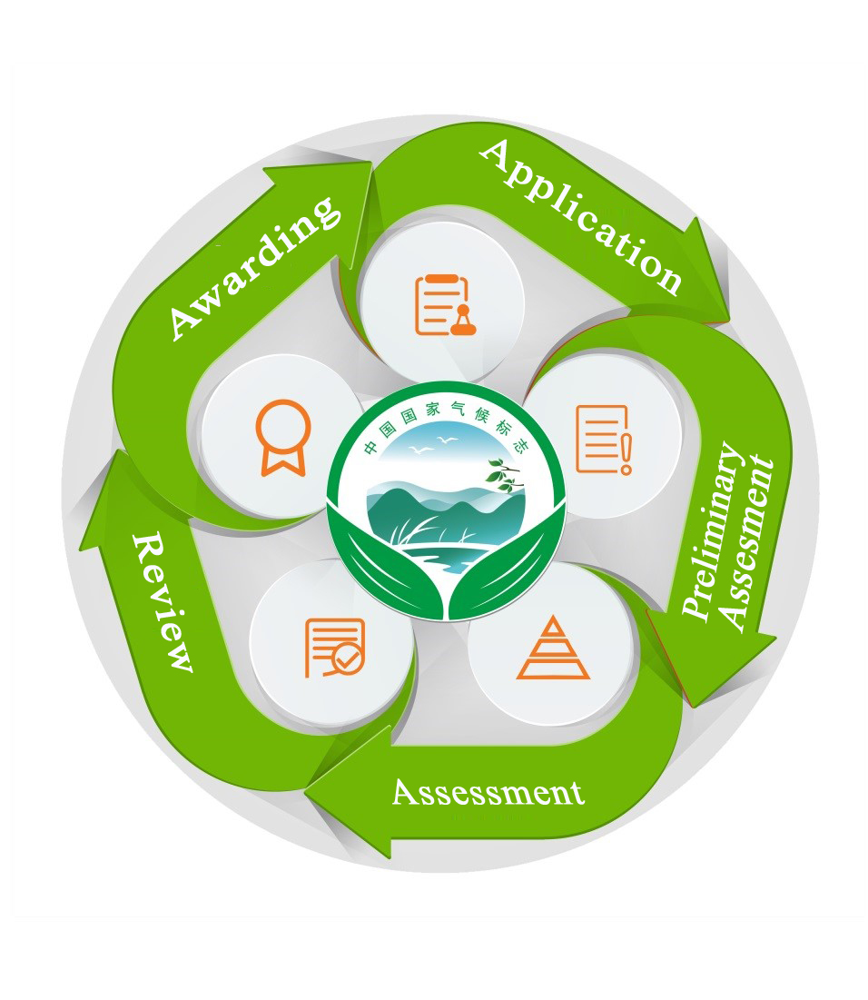 Application
Preliminary
Assesment
Assessment
Review
Awarding
中国国家气候标志